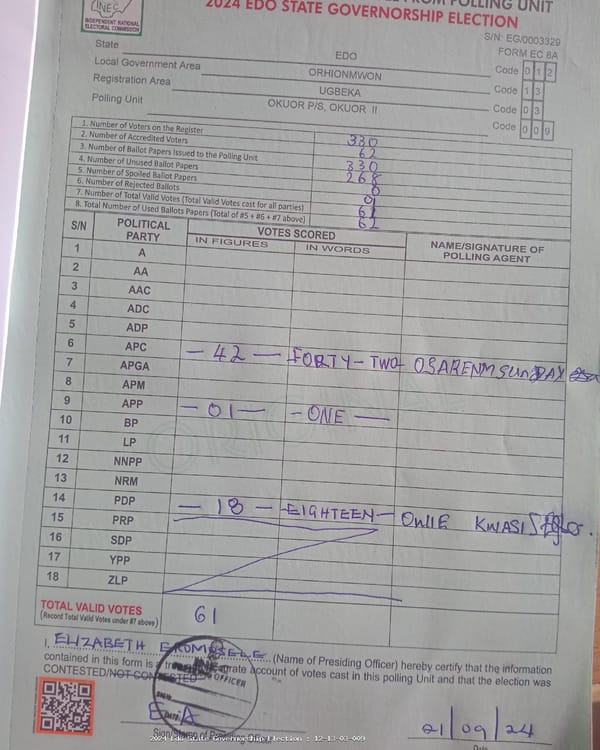 INEC
INDEPENDENT NATIONAL ELECTORAL COMMISSION
FROM POLLING UNIT
2024 EDO STATE GOVERNORSHIP ELECTION
S/N: EG/0003329
FORM EC 8A
State EDO Code 0 1 2
Local Government Area ORHIONMWON Code 1 3
Registration Area UGBEKA Code 0 3
Polling Unit OKUOR P/S, OKUOR II Code 0 0 9
1. Number of Voters on the Register 330
2. Number of Accredited Voters 62
3. Number of Ballot Papers Issued to the Polling Unit 330
4. Number of Unused Ballot Papers 268
5. Number of Spoiled Ballot Papers 0
6. Number of Rejected Ballots 01
7. Number of Total Valid Votes (Total Valid Votes cast for all parties) 61
8. Total Number of Used Ballots Papers (Total of #5 + #6 + #7 above) 62
S/N POLITICAL PARTY VOTES SCORED NAME/SIGNATURE OF POLLING AGENT
IN FIGURES IN WORDS
1 A
2 AA
3 AAC
4 ADC
5 ADP
6 APC - 42 - FORTY-TWO OSARENM SUNDAY
7 APGA
8 APM
9 APP - 01 - - ONE -
10 BP
11 LP
12 NNPP
13 NRM
14 PDP - 18 - EIGHTEEN - OWIE KWASI
15 PRP
16 SDP
17 YPP
18 ZLP
TOTAL VALID VOTES 61
(Record Total Valid Votes under #7 above)
I, ELIZABETH (Name of Presiding Officer) hereby certify that the information
contained in this form is a true accurate account of votes cast in this polling Unit and that the election was
CONTESTED/NOT CONTESTED
INEC
OFFICER
DATE
21/09/24
Sign/Stamp of Presiding Officer
Date
2024 Edo State Governorship Election : 12-13-03-009